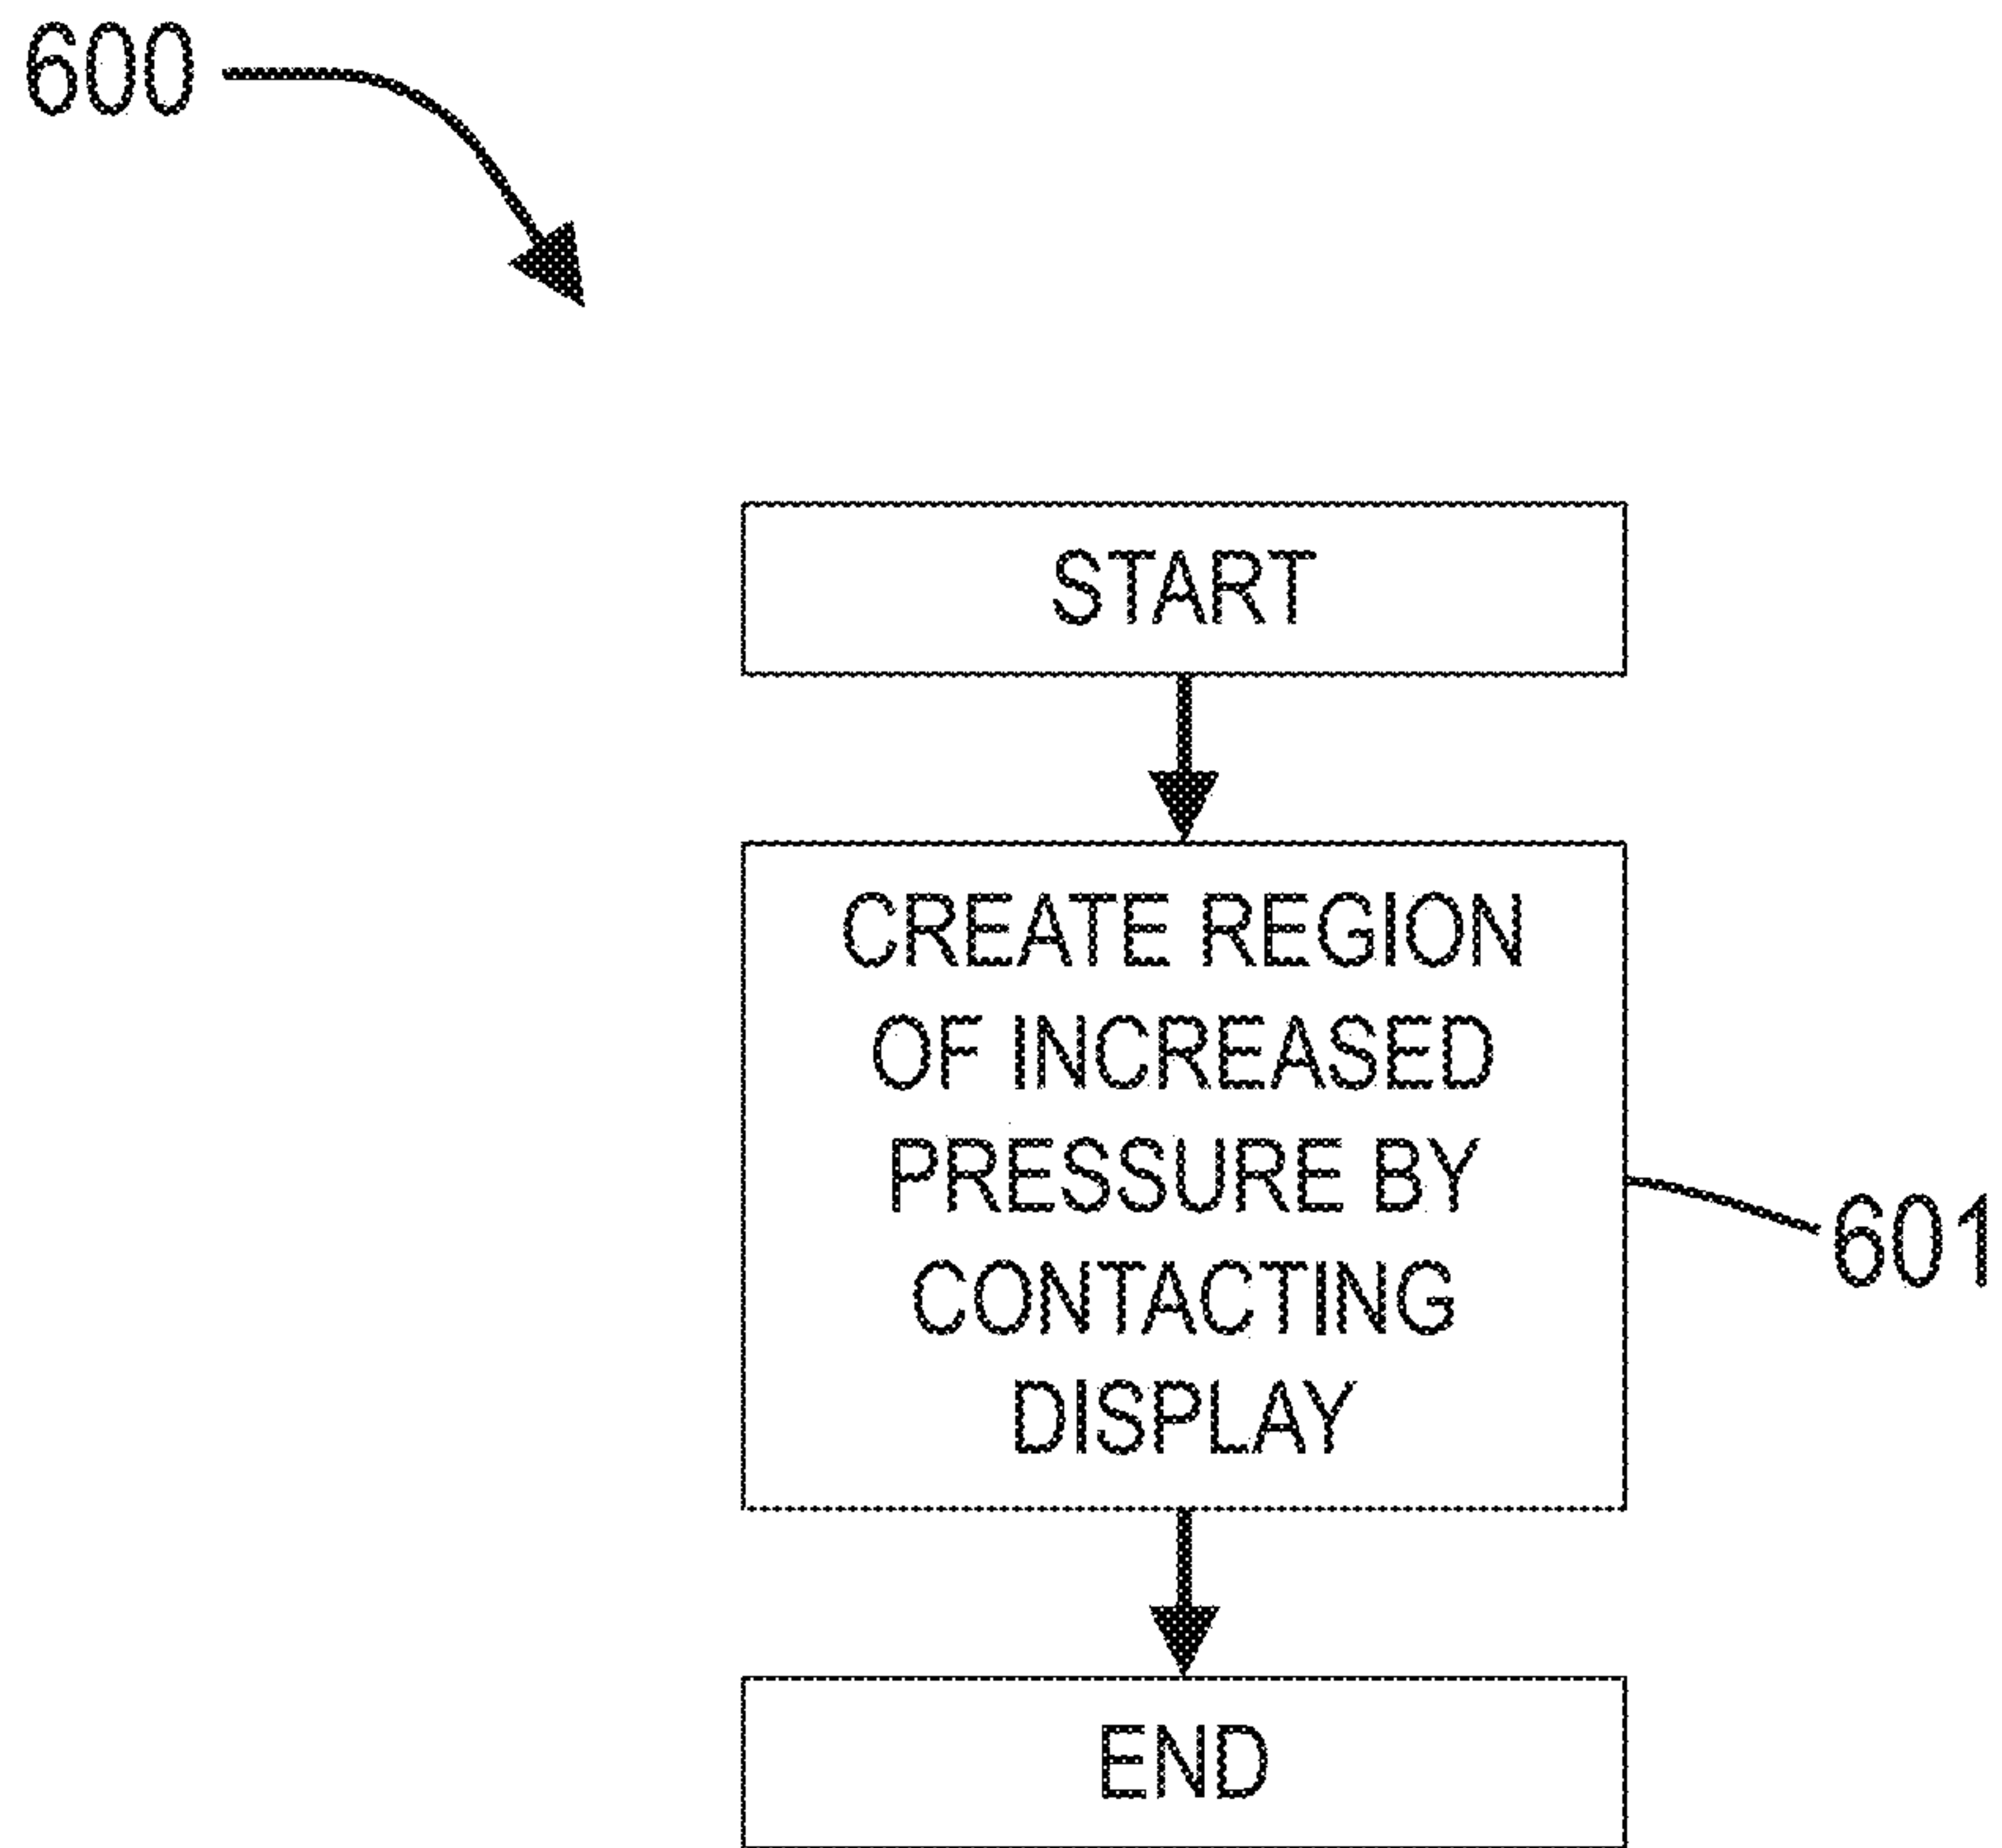 600
START
CREATE REGION
OF INCREASED
PRESSURE BY
CONTACTING
DISPLAY
601
END